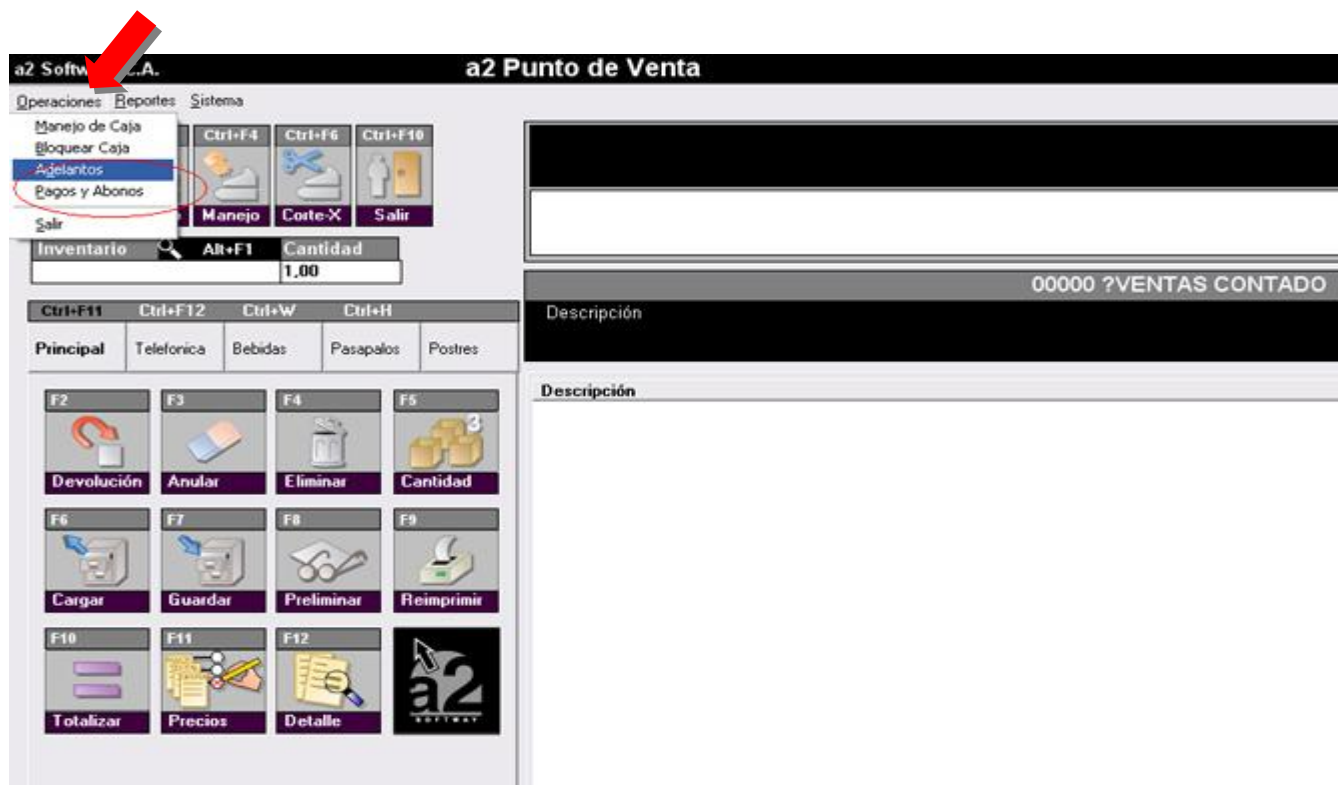 a2 Softw .A. a2 Punto de Venta
Operaciones Reportes Sistema
Manejo de Caja
Bloquear Caja
Adelantos
Pagos y Abonos
Salir
Ctrl+F4 Ctrl+F6 Ctrl+F10
Manejo Corte-X Salir
Inventario Alt+F1 Cantidad
1,00
00000 ?VENTAS CONTADO
Descripción
Ctrl+F11 Ctrl+F12 Ctrl+W Ctrl+H
Principal Telefonica Bebidas Pasapalos Postres
Descripción
F2 F3 F4 F5
3
Devolución Anular Eliminar Cantidad
F6 F7 F8 F9
Cargar Guardar Preliminar Reimprimir
F10 F11 F12
Totalizar Precios Detalle
a2
SOFTWAY